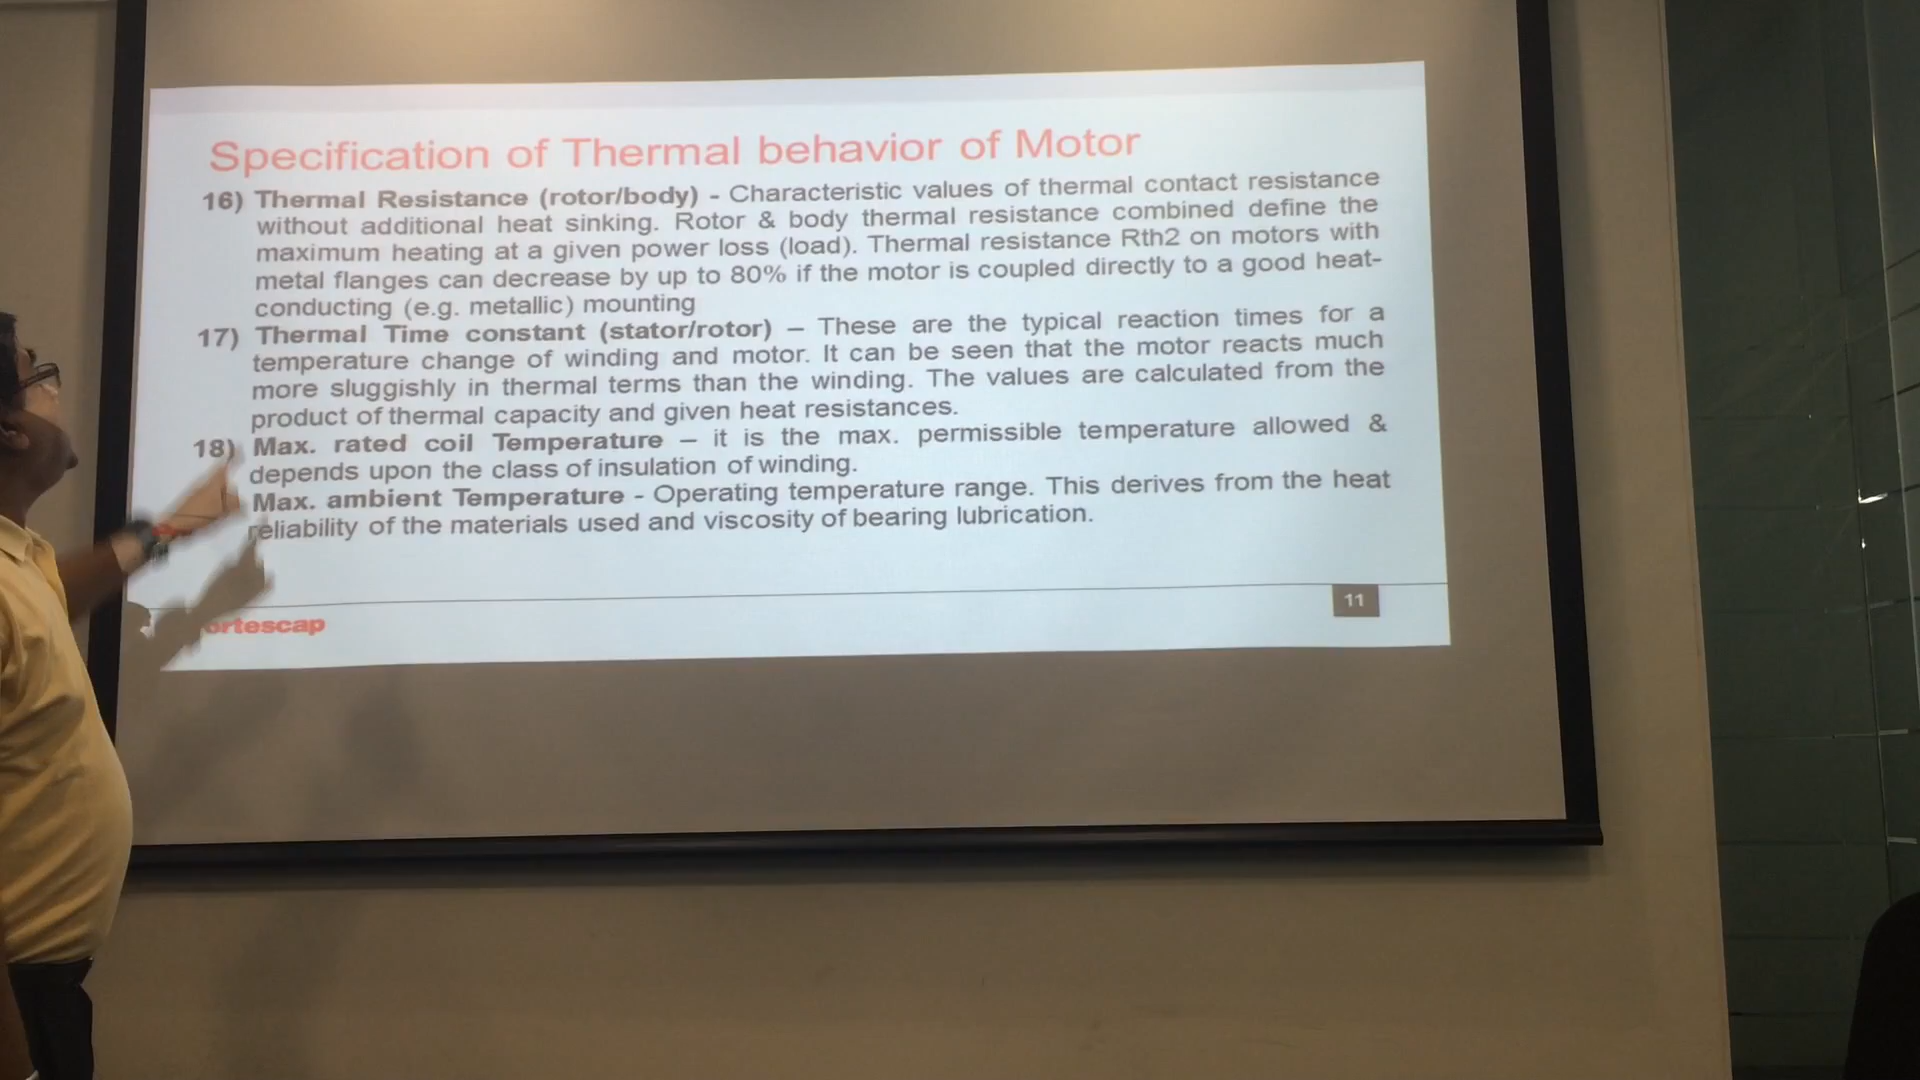 Specification of Thermal behavior of Motor
16) Thermal Resistance (rotor/body) - Characteristic values of thermal contact resistance
without additional heat sinking. Rotor & body thermal resistance combined define the
maximum heating at a given power loss (load). Thermal resistance Rth2 on motors with
metal flanges can decrease by up to 80% if the motor is coupled directly to a good heat-
conducting (e.g. metallic) mounting
17) Thermal Time constant (stator/rotor) – These are the typical reaction times for a
temperature change of winding and motor. It can be seen that the motor reacts much
more sluggishly in thermal terms than the winding. The values are calculated from the
product of thermal capacity and given heat resistances.
18) Max. rated coil Temperature – it is the max. permissible temperature allowed &
depends upon the class of insulation of winding.
Max. ambient Temperature - Operating temperature range. This derives from the heat
reliability of the materials used and viscosity of bearing lubrication.
ortescap
11